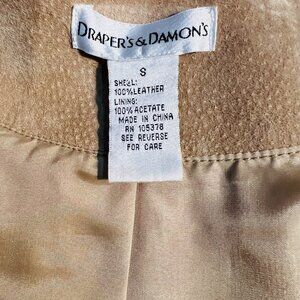 DRAPER'S & DAMON'S
S
SHELL:
100%LEATHER
LINING:
100% ACETATE
MADE IN CHINA
RN 105378
SEE REVERSE
FOR CARE